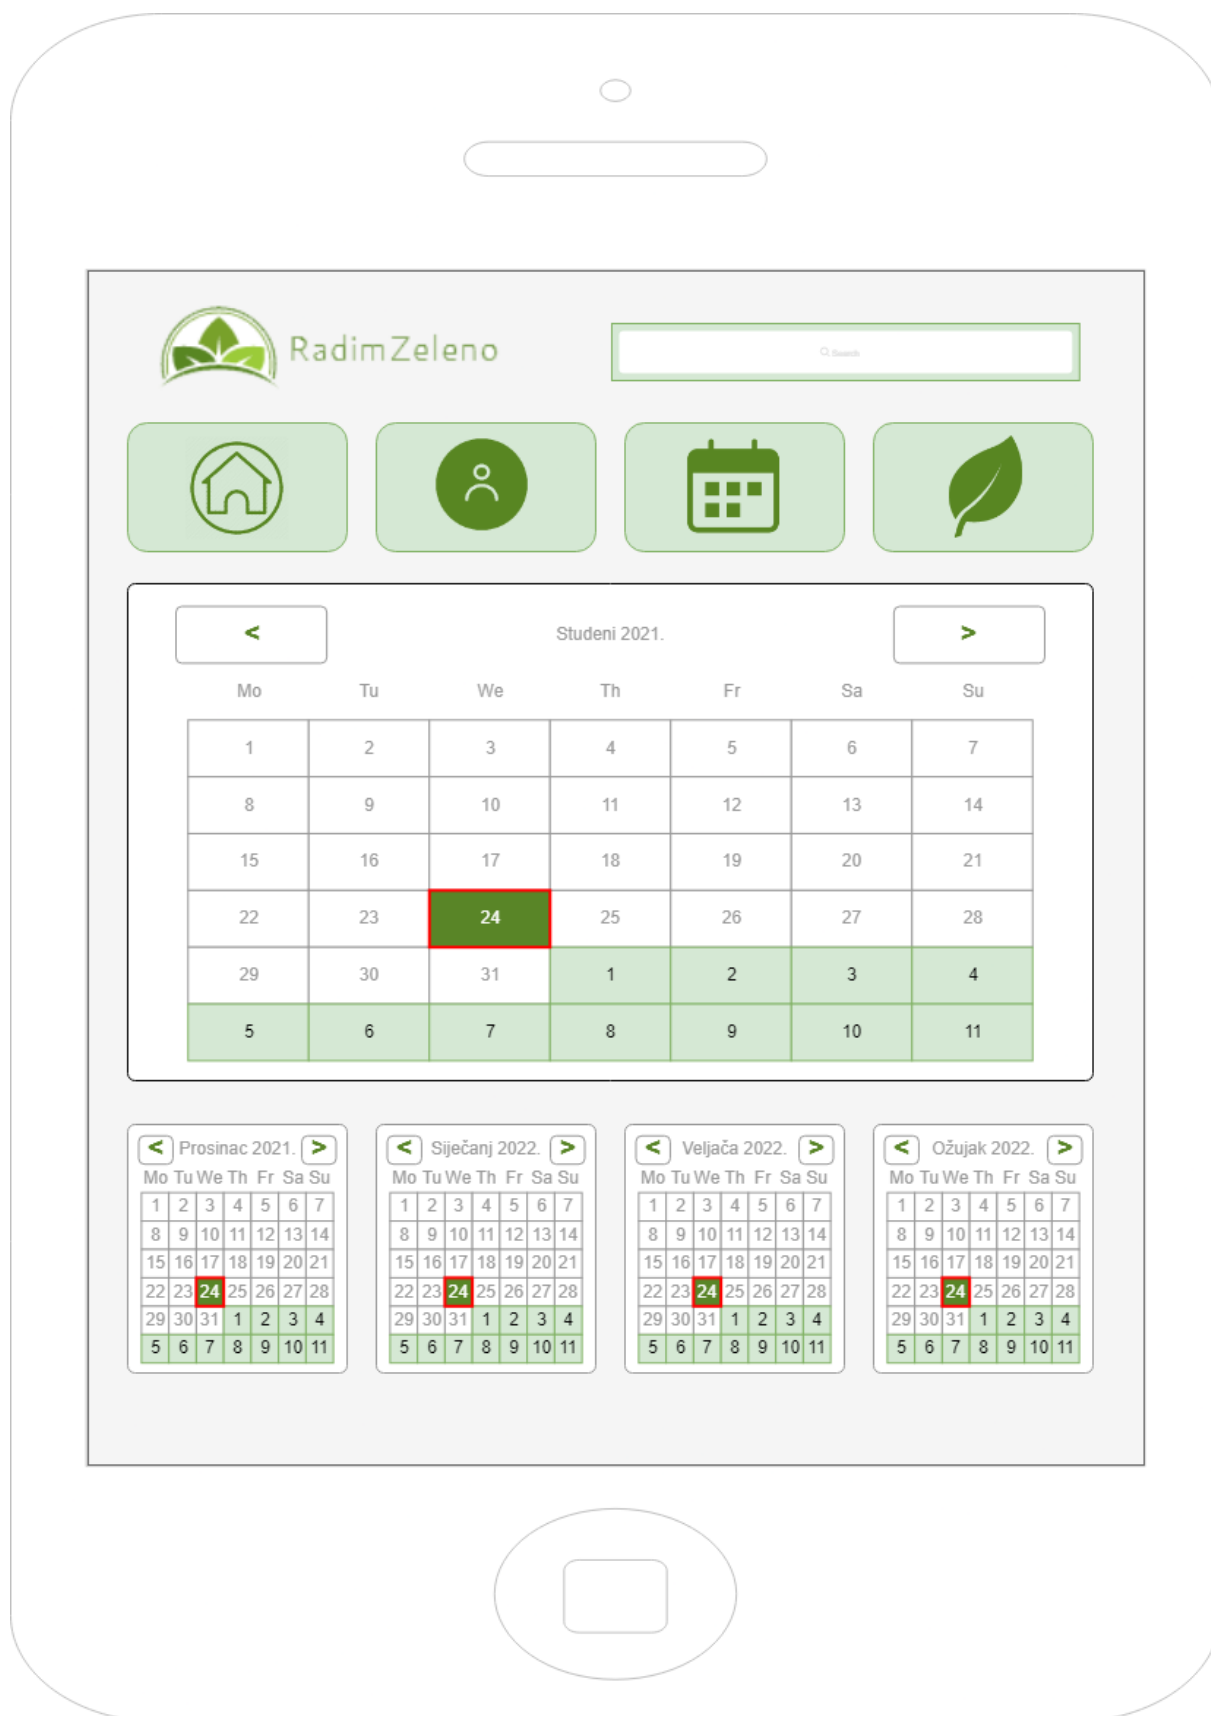 RadimZeleno
Search
< Studeni 2021. >
Mo Tu We Th Fr Sa Su
1 2 3 4 5 6 7
8 9 10 11 12 13 14
15 16 17 18 19 20 21
22 23 24 25 26 27 28
29 30 31 1 2 3 4
5 6 7 8 9 10 11
< Prosinac 2021. >
Mo Tu We Th Fr Sa Su
1 2 3 4 5 6 7
8 9 10 11 12 13 14
15 16 17 18 19 20 21
22 23 24 25 26 27 28
29 30 31 1 2 3 4
5 6 7 8 9 10 11
< Siječanj 2022. >
Mo Tu We Th Fr Sa Su
1 2 3 4 5 6 7
8 9 10 11 12 13 14
15 16 17 18 19 20 21
22 23 24 25 26 27 28
29 30 31 1 2 3 4
5 6 7 8 9 10 11
< Veljača 2022. >
Mo Tu We Th Fr Sa Su
1 2 3 4 5 6 7
8 9 10 11 12 13 14
15 16 17 18 19 20 21
22 23 24 25 26 27 28
29 30 31 1 2 3 4
5 6 7 8 9 10 11
< Ožujak 2022. >
Mo Tu We Th Fr Sa Su
1 2 3 4 5 6 7
8 9 10 11 12 13 14
15 16 17 18 19 20 21
22 23 24 25 26 27 28
29 30 31 1 2 3 4
5 6 7 8 9 10 11